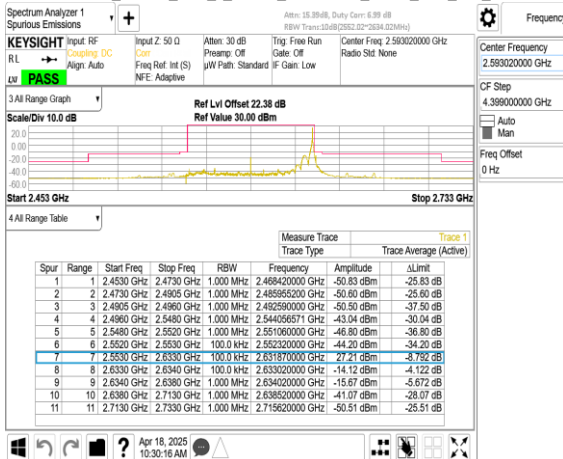 Spectrum Analyzer 1
Spurious Emissions
Attn: 15.39dB, Duty Corr: 6.99 dB
RBW Trans:10dB(2552.02~2634.02MHz)
Frequency
KEYSIGHT Input: RF Input Z: 50 Ω Atten: 30 dB Trig: Free Run Center Freq: 2.593020000 GHz
RL Coupling: DC Corr Preamp: Off Gate: Off Radio Std: None
Align: Auto Freq Ref: Int (S) µW Path: Standard IF Gain: Low
NFE: Adaptive
PASS
Center Frequency
2.593020000 GHz
CF Step
4.399000000 GHz
Auto
Man
Freq Offset
0 Hz
3 All Range Graph
Ref Lvl Offset 22.38 dB
Scale/Div 10.0 dB Ref Value 30.00 dBm
20.0
0.00
-20.0
-40.0
-60.0
Start 2.453 GHz Stop 2.733 GHz
4 All Range Table
Measure Trace Trace 1
Trace Type Trace Average (Active)
Spur Range Start Freq Stop Freq RBW Frequency Amplitude ΔLimit
1 1 2.4530 GHz 2.4730 GHz 1.000 MHz 2.468420000 GHz -50.83 dBm -25.83 dB
2 2 2.4730 GHz 2.4905 GHz 1.000 MHz 2.485955200 GHz -50.60 dBm -25.60 dB
3 3 2.4905 GHz 2.4960 GHz 1.000 MHz 2.492590000 GHz -50.50 dBm -37.50 dB
4 4 2.4960 GHz 2.5480 GHz 1.000 MHz 2.544056571 GHz -43.04 dBm -30.04 dB
5 5 2.5480 GHz 2.5520 GHz 1.000 MHz 2.551060000 GHz -46.80 dBm -36.80 dB
6 6 2.5520 GHz 2.5530 GHz 100.0 kHz 2.552320000 GHz -44.20 dBm -34.20 dB
7 7 2.5530 GHz 2.6330 GHz 100.0 kHz 2.631870000 GHz 27.21 dBm -8.792 dB
8 8 2.6330 GHz 2.6340 GHz 100.0 kHz 2.633020000 GHz -14.12 dBm -4.122 dB
9 9 2.6340 GHz 2.6380 GHz 1.000 MHz 2.634020000 GHz -15.67 dBm -5.672 dB
10 10 2.6380 GHz 2.7130 GHz 1.000 MHz 2.638520000 GHz -41.07 dBm -28.07 dB
11 11 2.7130 GHz 2.7330 GHz 1.000 MHz 2.715620000 GHz -50.51 dBm -25.51 dB
Apr 18, 2025
10:30:16 AM